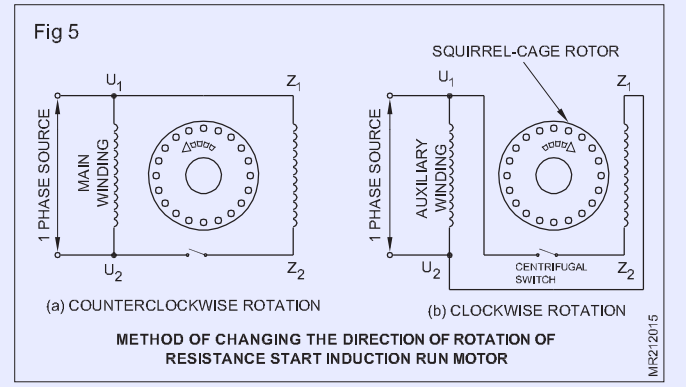 Fig 5
U1
Z1
1 PHASE SOURCE
MAIN
WINDING
U2
Z2
(a) COUNTERCLOCKWISE ROTATION
SQUIRREL-CAGE ROTOR
U1
Z1
1 PHASE SOURCE
AUXILIARY
WINDING
U2
CENTRIFUGAL
SWITCH
Z2
(b) CLOCKWISE ROTATION
METHOD OF CHANGING THE DIRECTION OF ROTATION OF
RESISTANCE START INDUCTION RUN MOTOR
MR212015